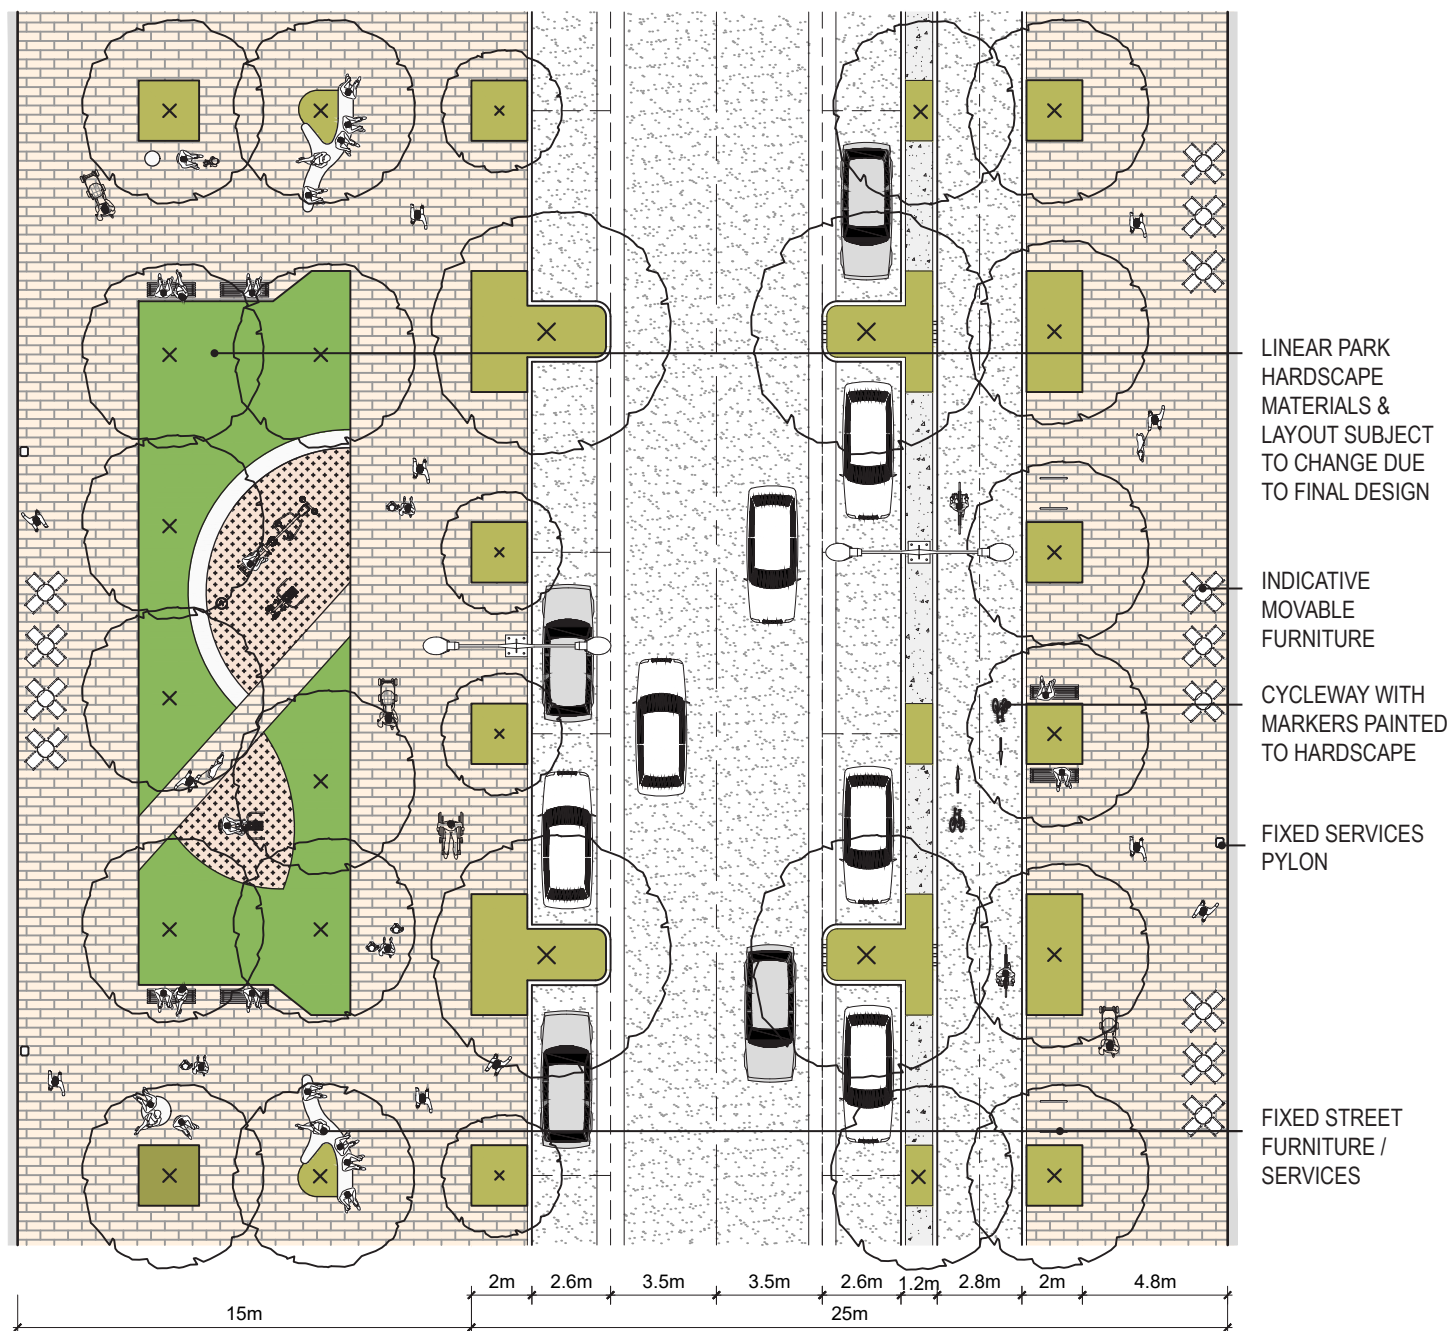 LINEAR PARK
HARDSCAPE
MATERIALS &
LAYOUT SUBJECT
TO CHANGE DUE
TO FINAL DESIGN
INDICATIVE
MOVABLE
FURNITURE
CYCLEWAY WITH
MARKERS PAINTED
TO HARDSCAPE
FIXED SERVICES
PYLON
FIXED STREET
FURNITURE /
SERVICES
2m 2.6m 3.5m 3.5m 2.6m 1.2m 2.8m 2m 4.8m
15m 25m